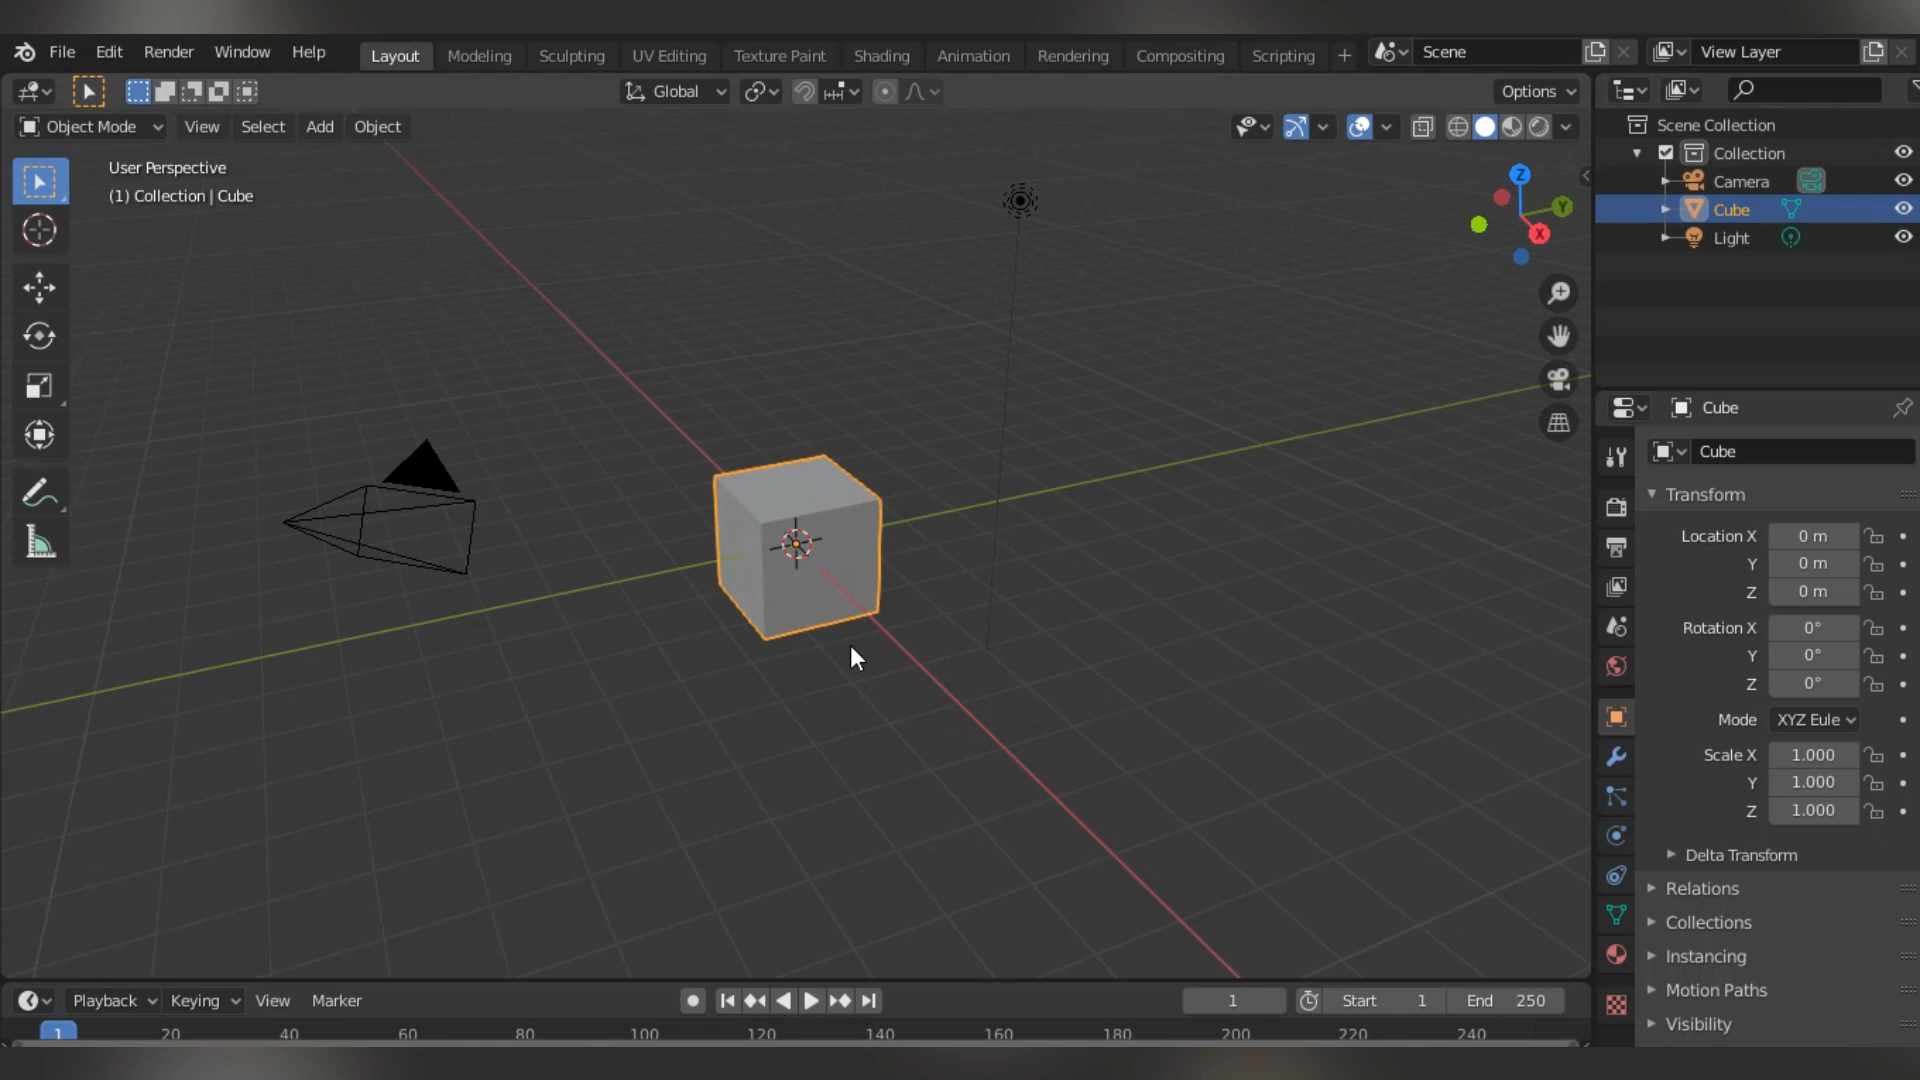 File Edit Render Window Help Layout Modeling Sculpting UV Editing Texture Paint Shading Animation Rendering Compositing Scripting + Scene View Layer
Global Options
Object Mode View Select Add Object
User Perspective
(1) Collection | Cube
Z
Y
X
Scene Collection
Collection
Camera
Cube
Light
Cube
Cube
Transform
Location X 0 m
Y 0 m
Z 0 m
Rotation X 0°
Y 0°
Z 0°
Mode XYZ Eule
Scale X 1.000
Y 1.000
Z 1.000
Delta Transform
Relations
Collections
Instancing
Motion Paths
Visibility
Playback Keying View Marker 1 Start 1 End 250
1 20 40 60 80 100 120 140 160 180 200 220 240